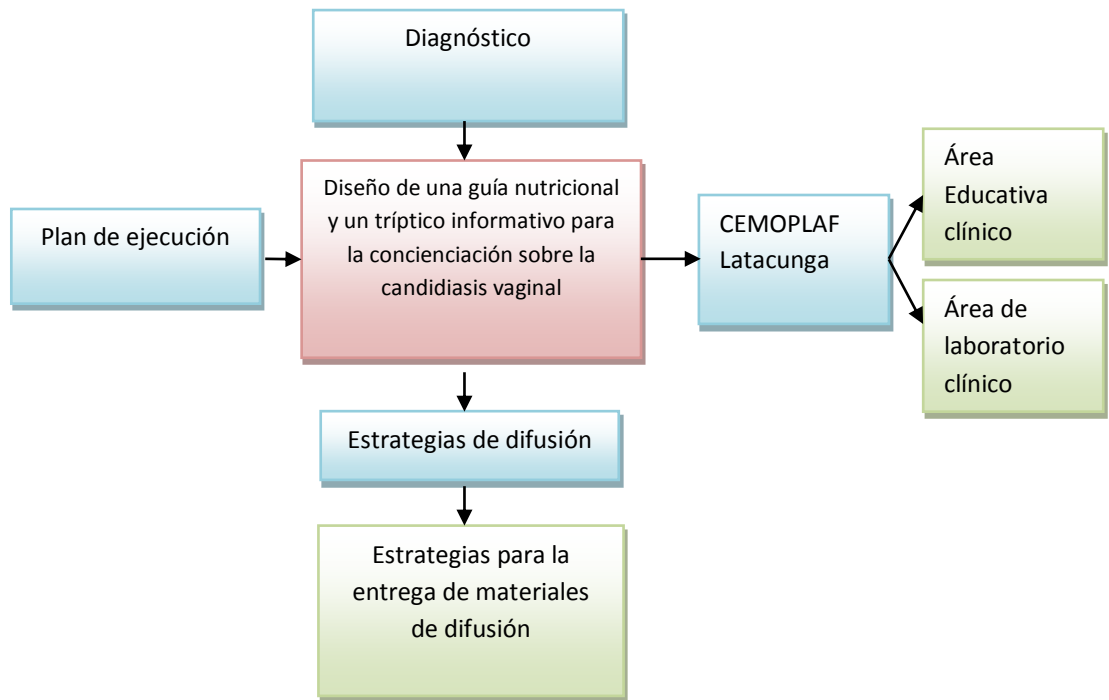 Diagnóstico
Plan de ejecución
Diseño de una guía nutricional
y un tríptico informativo para
la concienciación sobre la
candidiasis vaginal
CEMOPLAF
Latacunga
Área
Educativa
clínico
Área de
laboratorio
clínico
Estrategias de difusión
Estrategias para la
entrega de materiales
de difusión